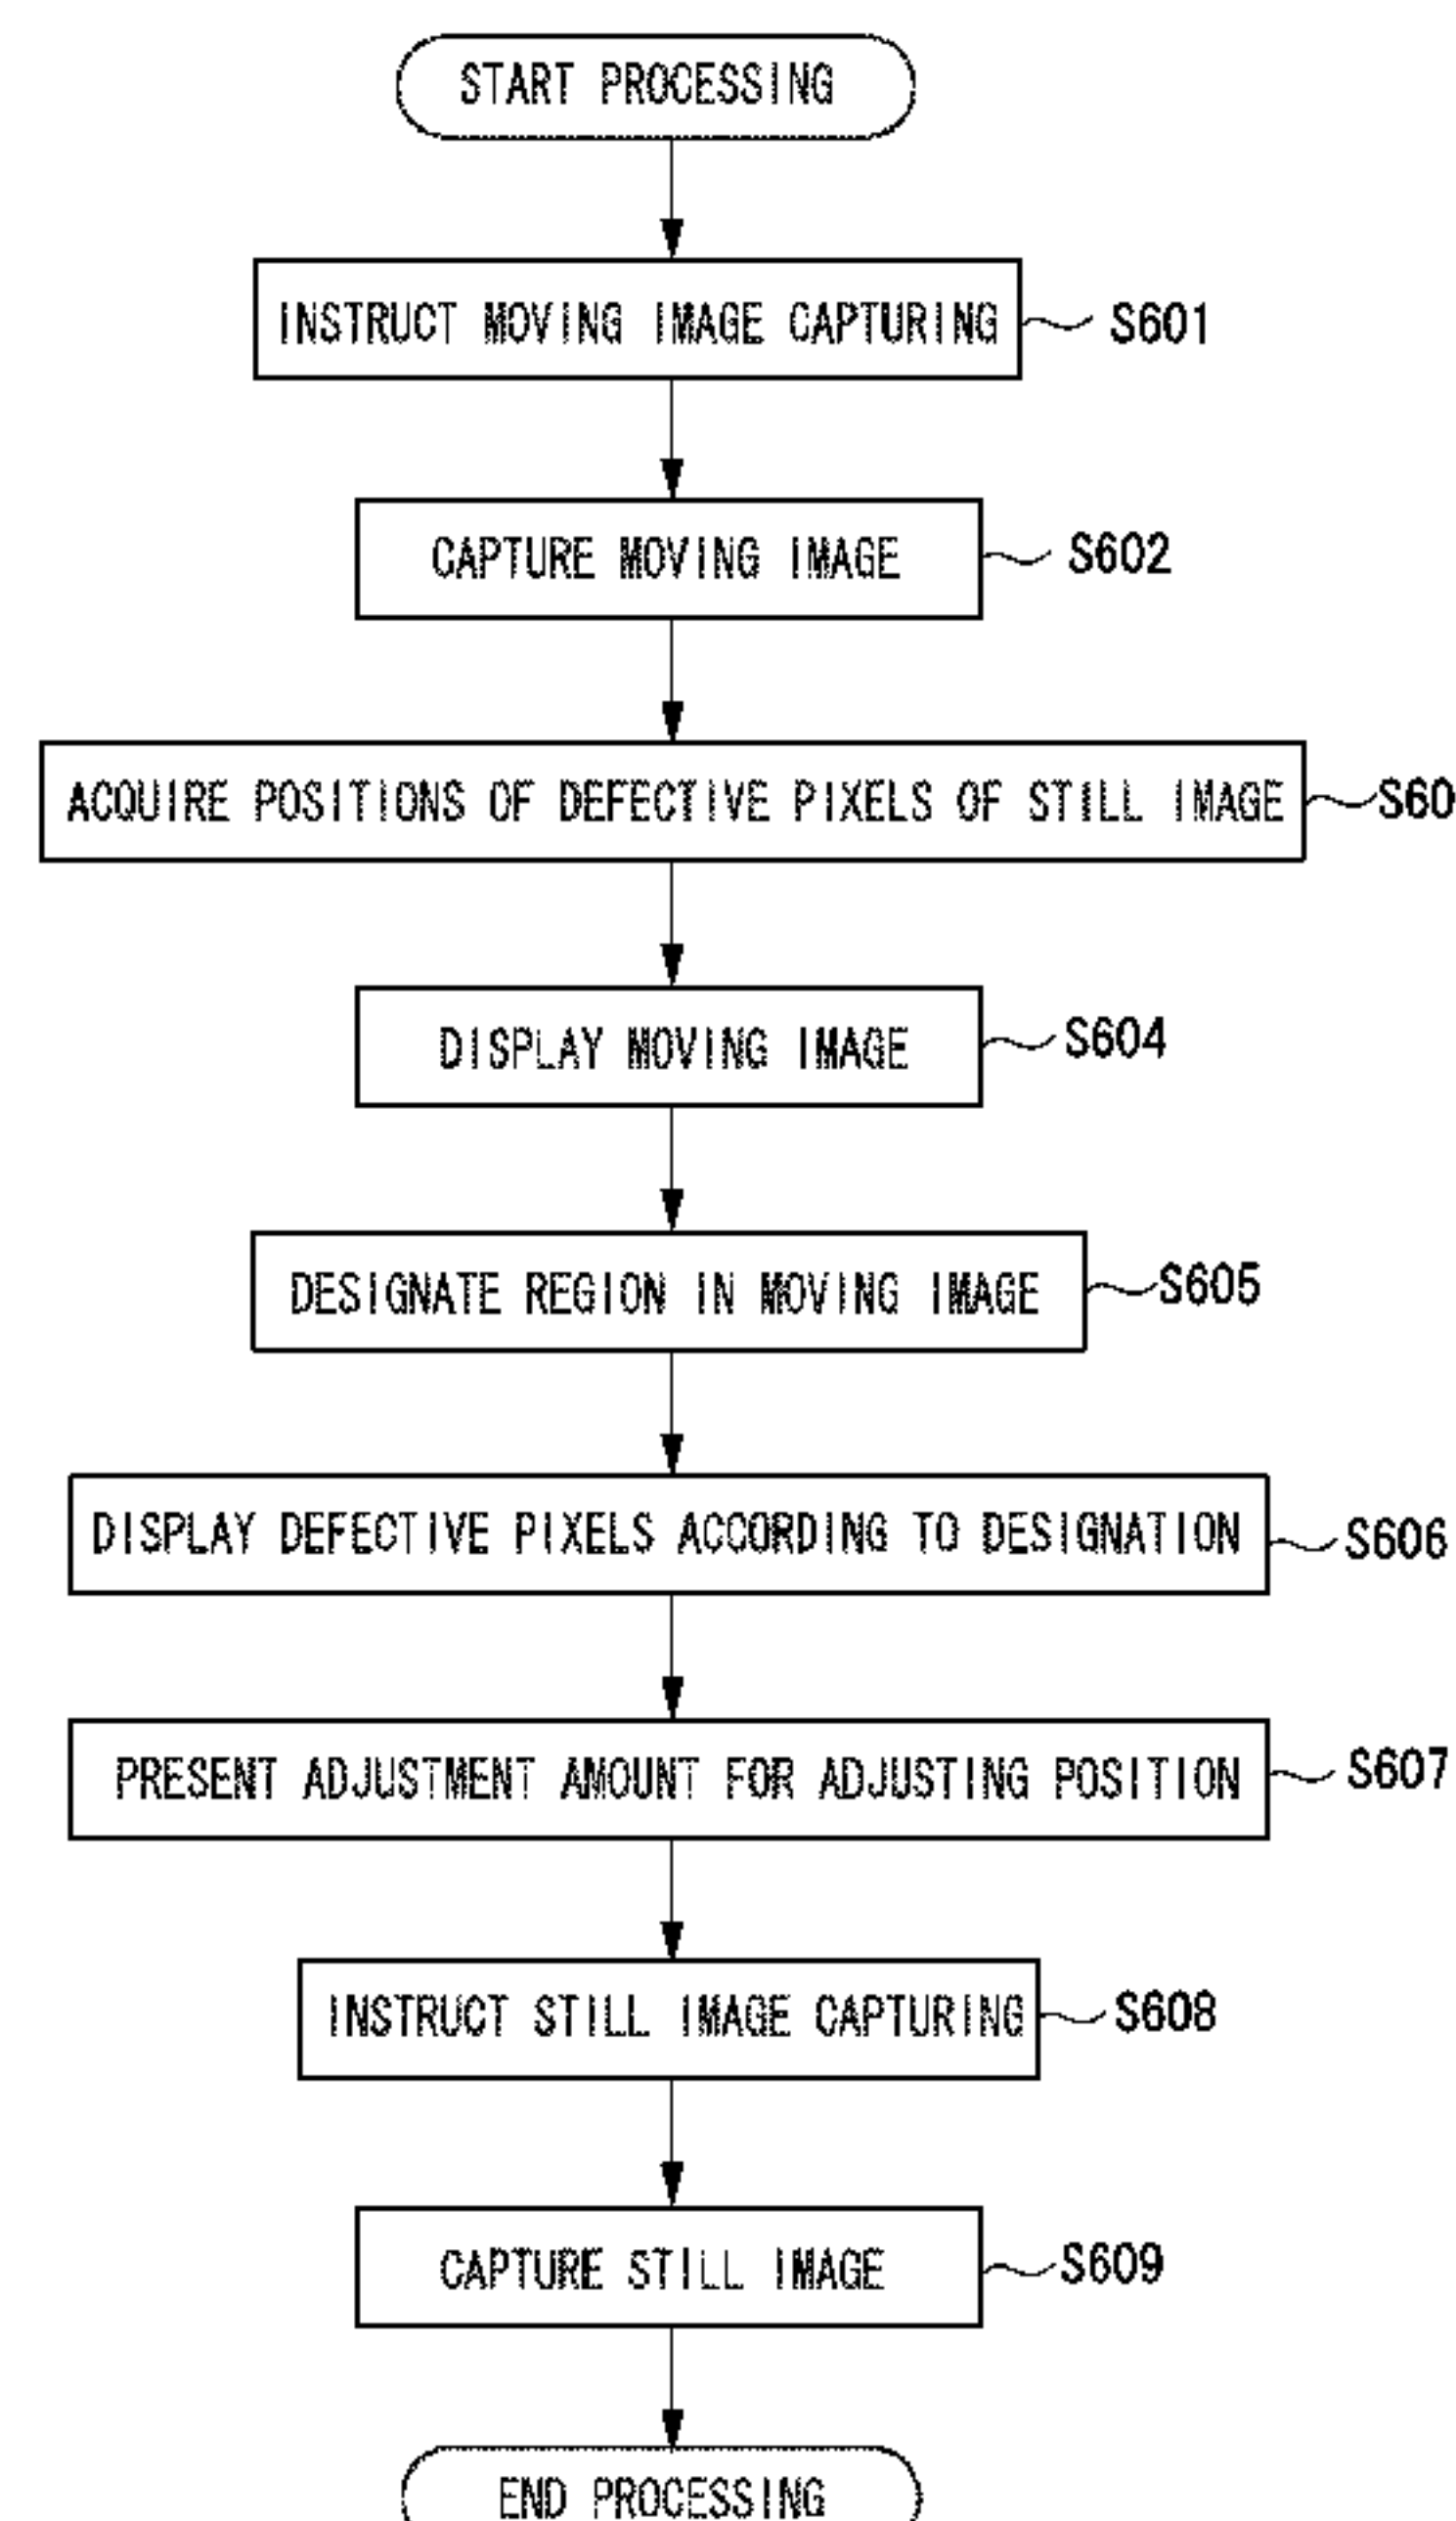 START PROCESSING
INSTRUCT MOVING IMAGE CAPTURING S601
CAPTURE MOVING IMAGE S602
ACQUIRE POSITIONS OF DEFECTIVE PIXELS OF STILL IMAGE S60
DISPLAY MOVING IMAGE S604
DESIGNATE REGION IN MOVING IMAGE S605
DISPLAY DEFECTIVE PIXELS ACCORDING TO DESIGNATION S606
PRESENT ADJUSTMENT AMOUNT FOR ADJUSTING POSITION S607
INSTRUCT STILL IMAGE CAPTURING S608
CAPTURE STILL IMAGE S609
END PROCESSING